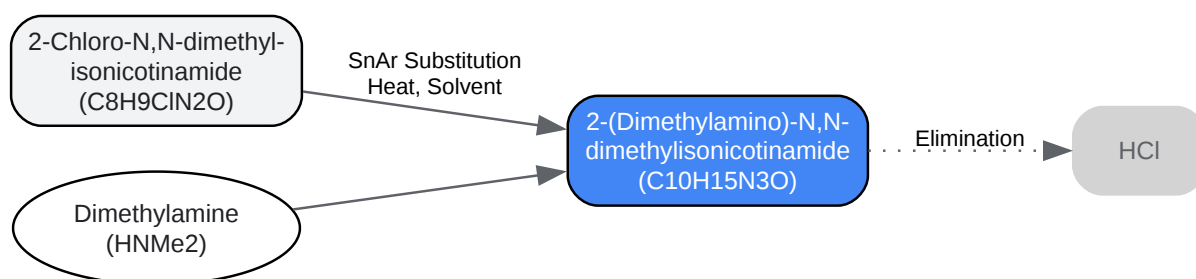 2-Chloro-N,N-dimethyl-
isonicotinamide
(C8H9ClN2O)
SnAr Substitution
Heat, Solvent
Dimethylamine
(HNMe2)
2-(Dimethylamino)-N,N-
dimethylisonicotinamide
(C10H15N3O)
Elimination
HCl